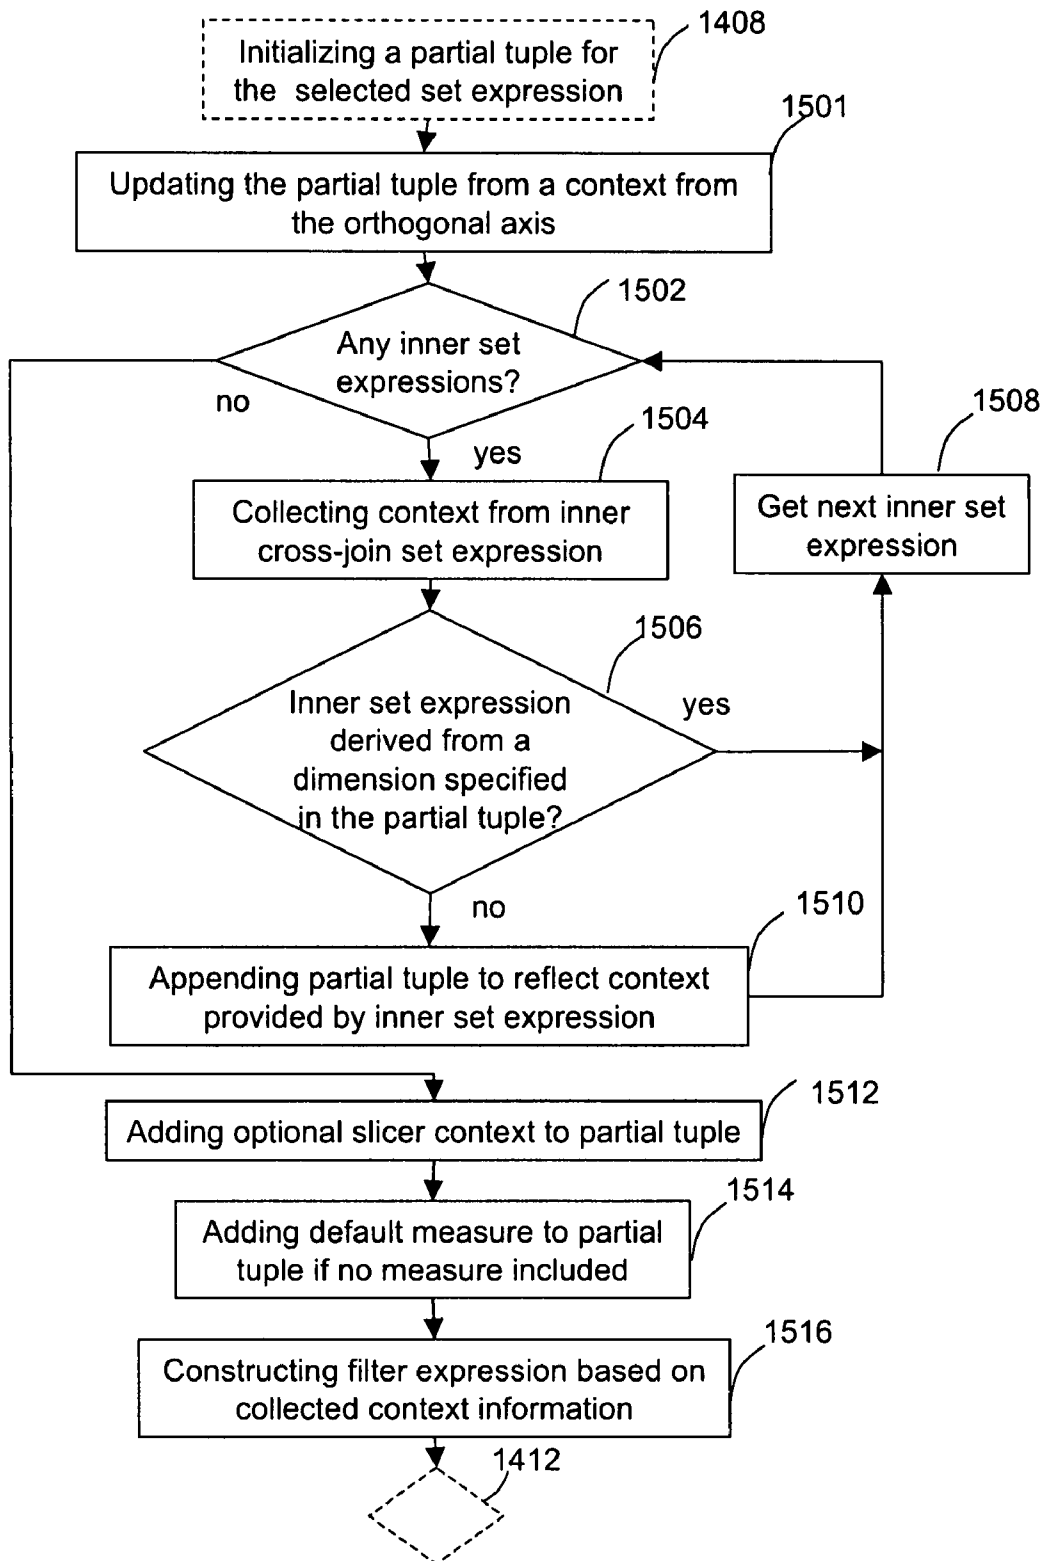 1408
Initializing a partial tuple for
the selected set expression
1501
Updating the partial tuple from a context from
the orthogonal axis
1502
Any inner set
expressions?
no
yes
1504
Collecting context from inner
cross-join set expression
1508
Get next inner set
expression
1506
Inner set expression
derived from a
dimension specified
in the partial tuple?
yes
no
1510
Appending partial tuple to reflect context
provided by inner set expression
1512
Adding optional slicer context to partial tuple
1514
Adding default measure to partial
tuple if no measure included
1516
Constructing filter expression based on
collected context information
1412